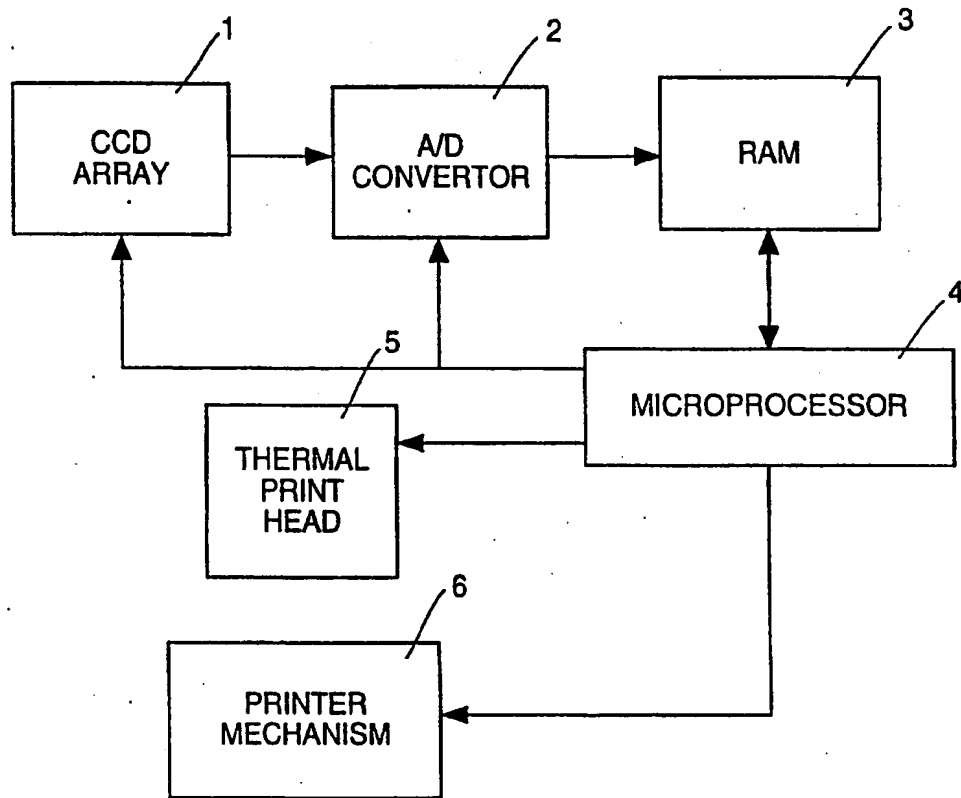 1
2
3
CCD
ARRAY
A/D
CONVERTOR
RAM
4
MICROPROCESSOR
5
THERMAL
PRINT
HEAD
6
PRINTER
MECHANISM